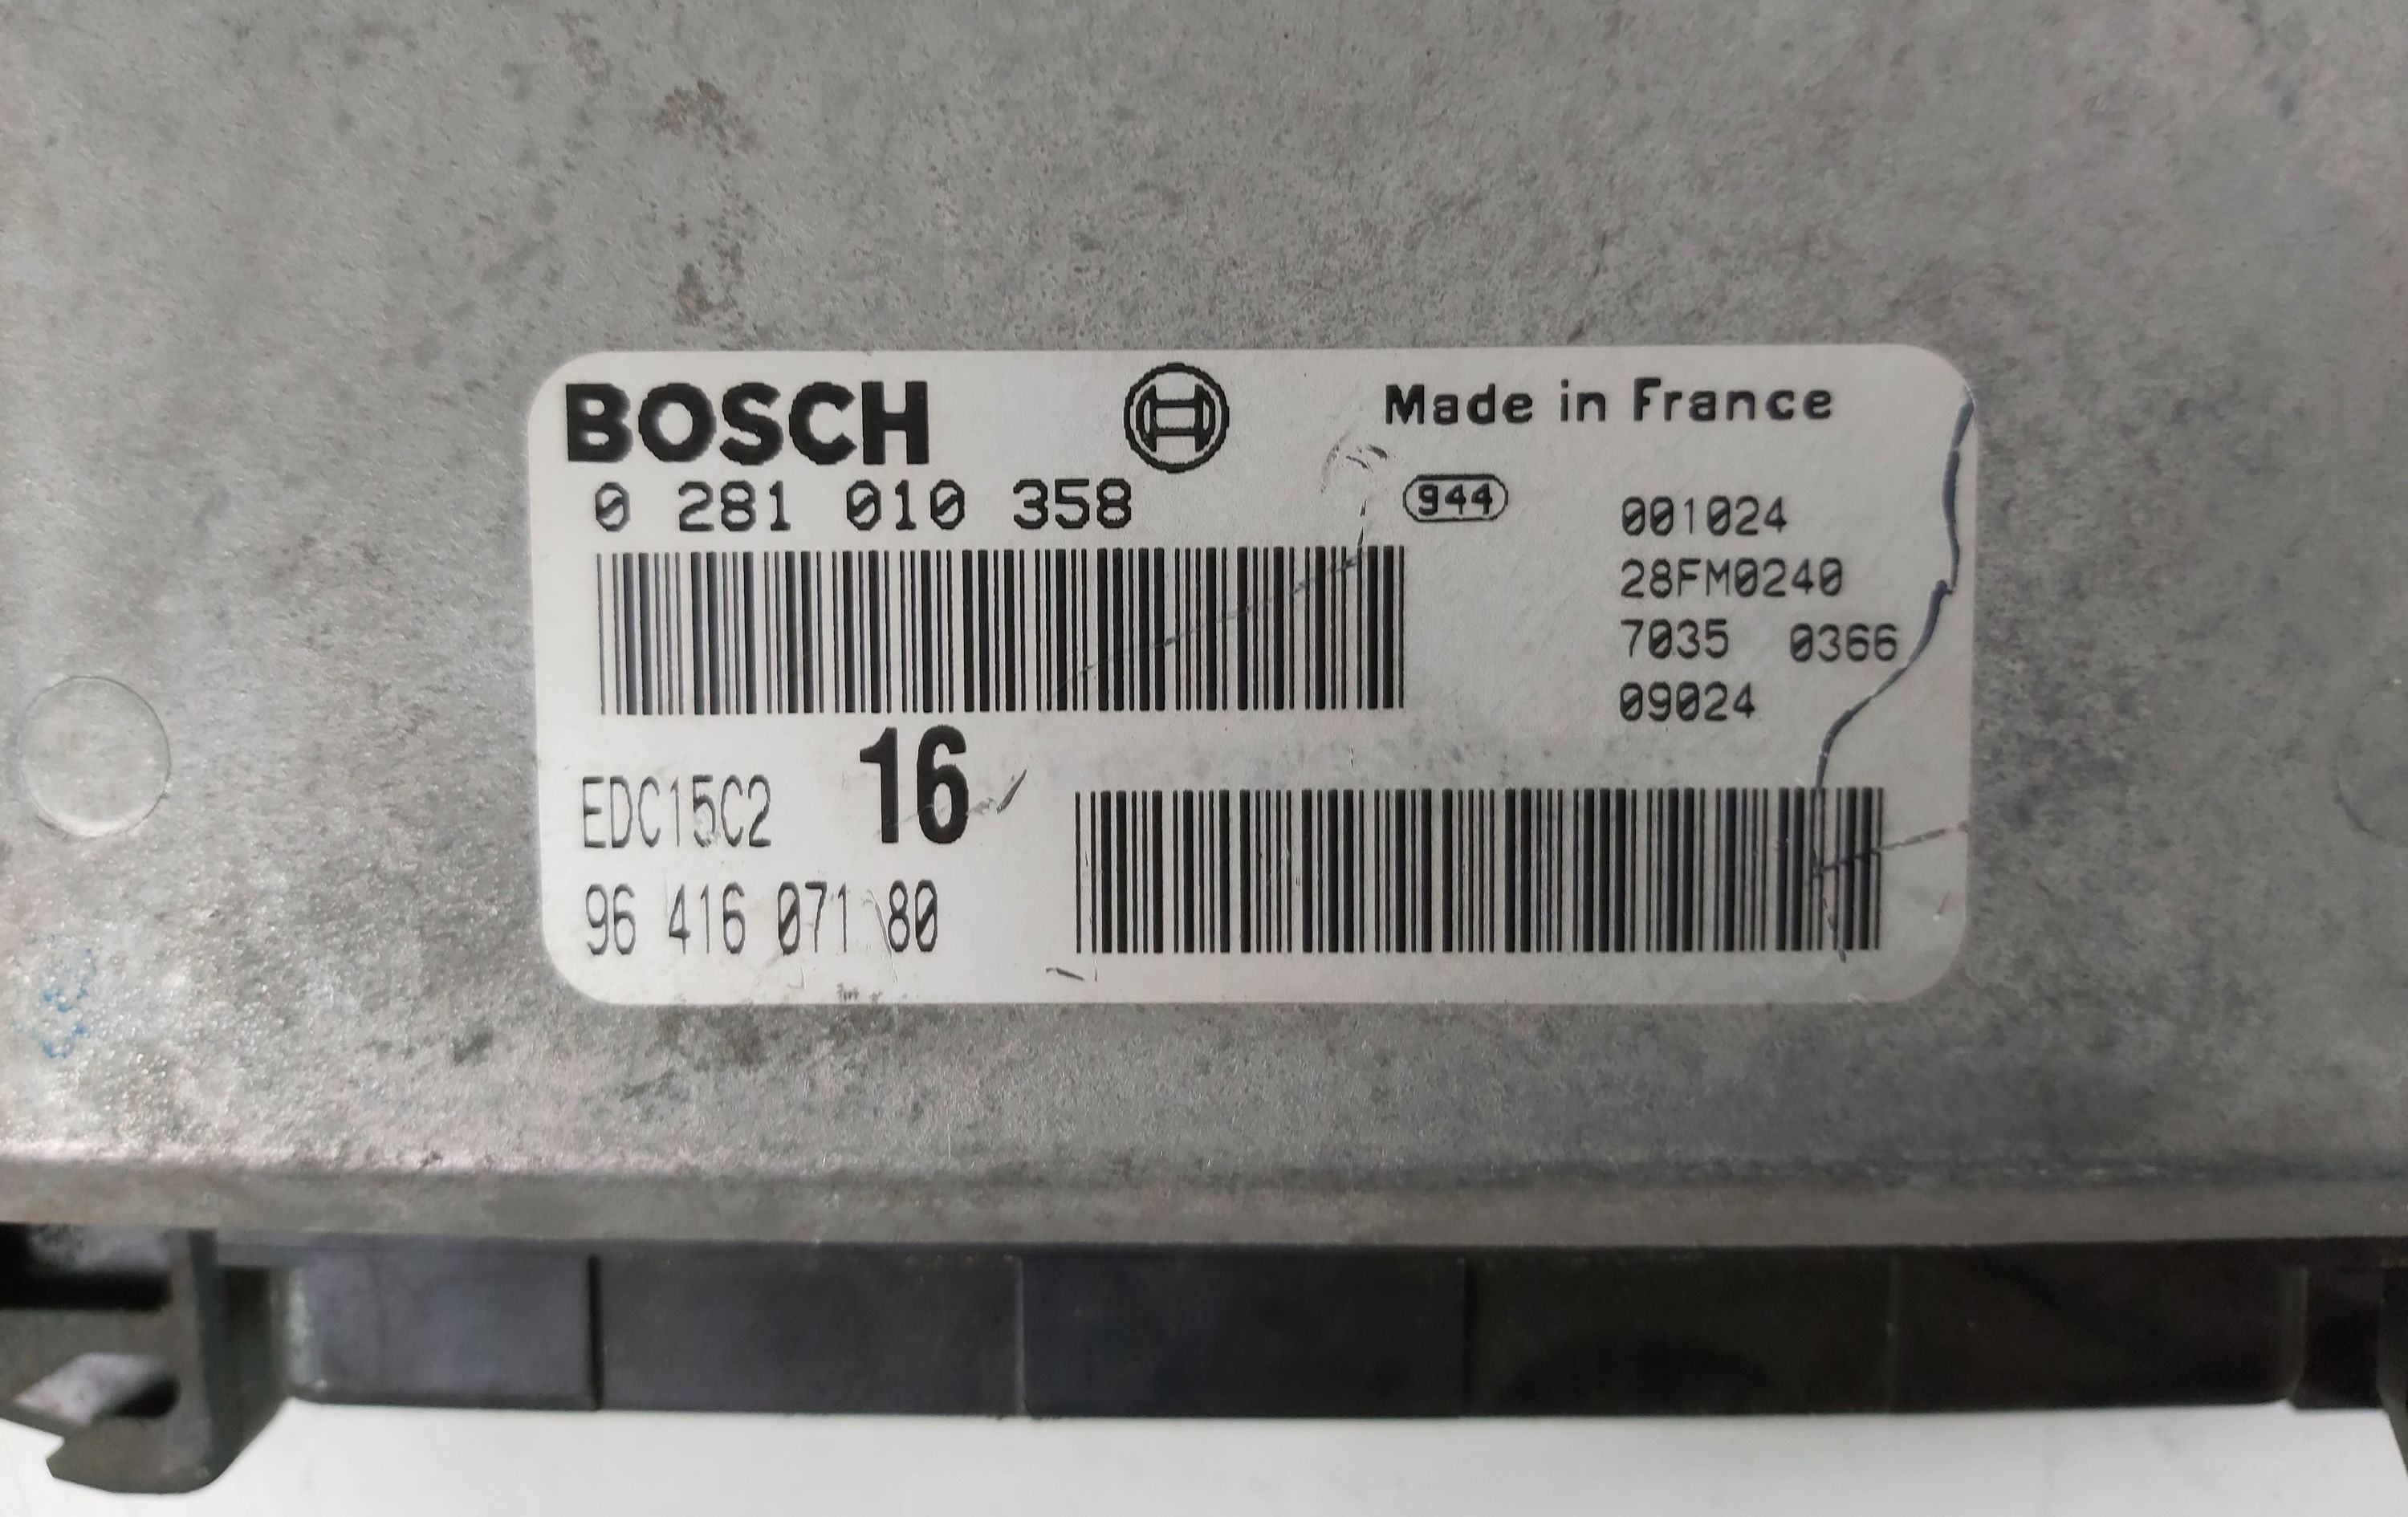 BOSCH
Made in France
0 281 010 358
944
001024
28FM0240
7035 0366
09024
EDC15C2 16
96 416 071 80